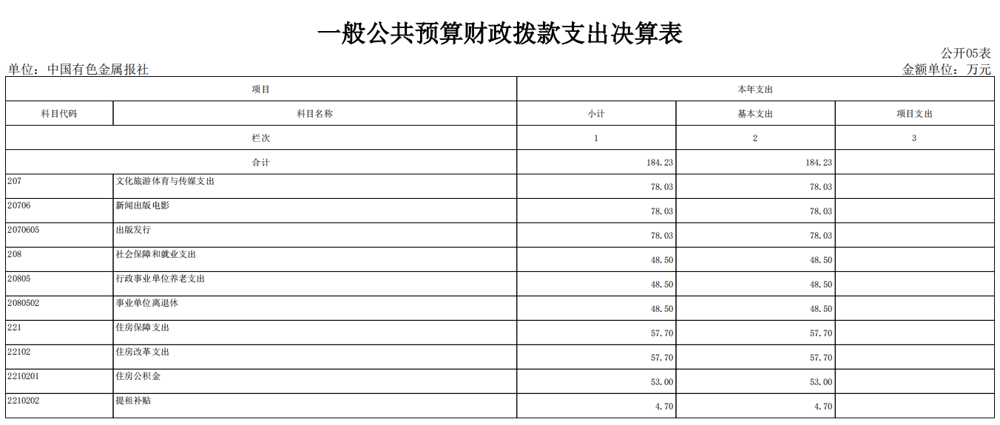 一般公共预算财政拨款支出决算表
公开05表
单位：中国有色金属报社 金额单位：万元
项目 本年支出
科目代码 科目名称 小计 基本支出 项目支出
栏次 1 2 3
合计 184.23 184.23
207 文化旅游体育与传媒支出 78.03 78.03
20706 新闻出版电影 78.03 78.03
2070605 出版发行 78.03 78.03
208 社会保障和就业支出 48.50 48.50
20805 行政事业单位养老支出 48.50 48.50
2080502 事业单位离退休 48.50 48.50
221 住房保障支出 57.70 57.70
22102 住房改革支出 57.70 57.70
2210201 住房公积金 53.00 53.00
2210202 提租补贴 4.70 4.70